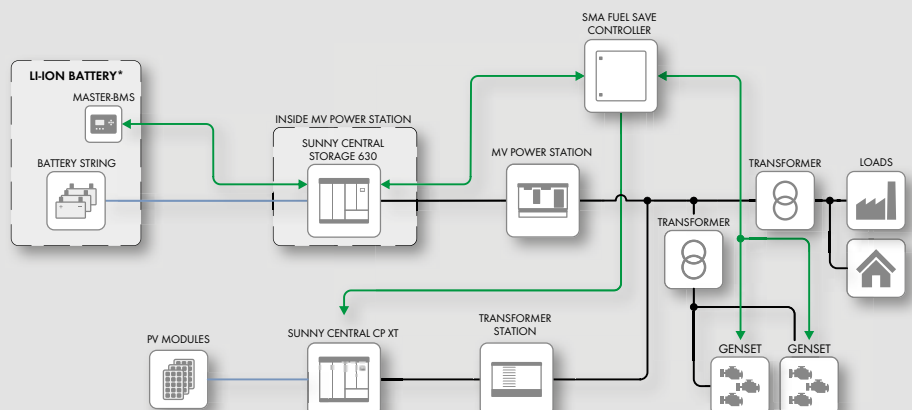 SMA FUEL SAVE
CONTROLLER
LI-ION BATTERY*
MASTER-BMS
INSIDE MV POWER STATION
SUNNY CENTRAL
STORAGE 630
BATTERY STRING
MV POWER STATION
TRANSFORMER
LOADS
TRANSFORMER
TRANSFORMER
STATION
PV MODULES
SUNNY CENTRAL CP XT
GENSET
GENSET